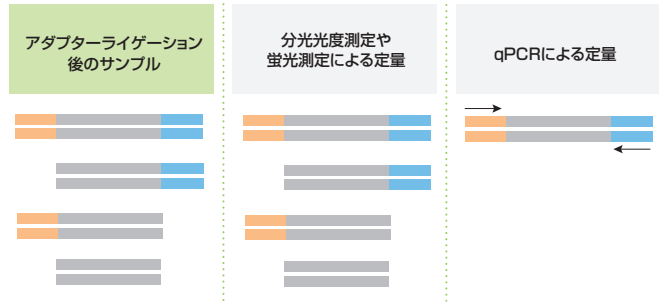 アダプターライゲーション
後のサンプル
分光光度測定や
蛍光測定による定量
qPCRによる定量